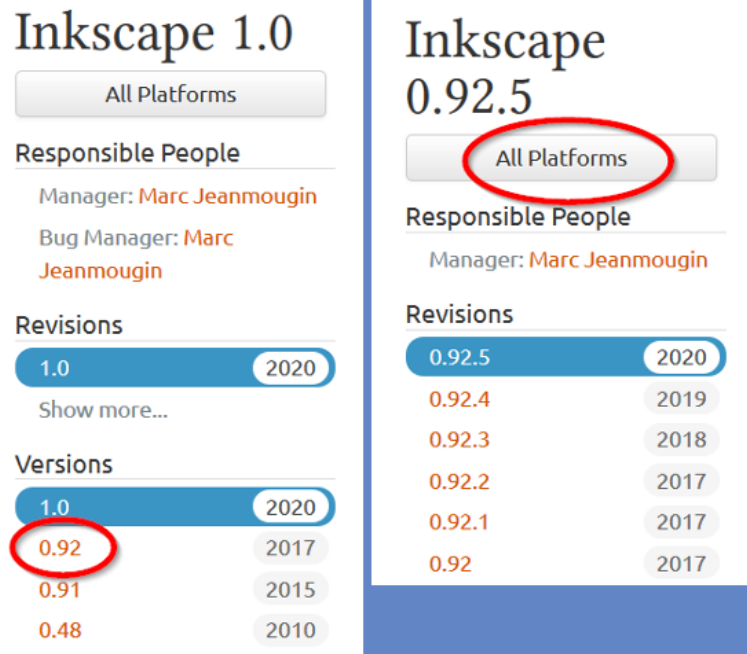 Inkscape 1.0
All Platforms
Responsible People
Manager: Marc Jeanmougin
Bug Manager: Marc
Jeanmougin
Revisions
1.0 2020
Show more...
Versions
1.0 2020
0.92 2017
0.91 2015
0.48 2010
Inkscape
0.92.5
All Platforms
Responsible People
Manager: Marc Jeanmougin
Revisions
0.92.5 2020
0.92.4 2019
0.92.3 2018
0.92.2 2017
0.92.1 2017
0.92 2017